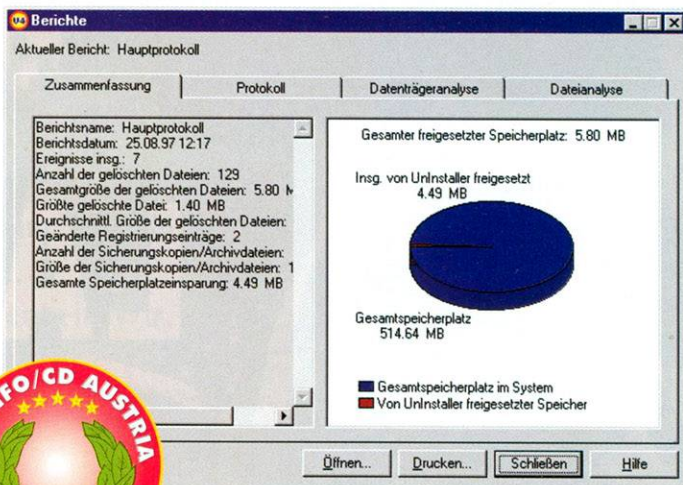 V4 Berichte
Aktueller Bericht: Hauptprotokoll
Zusammenfassung Protokoll Datenträgeranalyse Dateianalyse
Berichtsname: Hauptprotokoll
Berichtsdatum: 25.08.97 12:17
Ereignisse insg.: 7
Anzahl der gelöschten Dateien: 129
Gesamtgröße der gelöschten Dateien: 5.80 M
Größte gelöschte Datei: 1.40 MB
Durchschnittl. Größe der gelöschten Dateien:
Geänderte Registrierungseinträge: 2
Anzahl der Sicherungskopien/Archivdateien:
Größe der Sicherungskopien/Archivdateien: 1
Gesamte Speicherplatzeinsparung: 4.49 MB
Gesamter freigesetzter Speicherplatz: 5.80 MB
Insg. von UnInstaller freigesetzt
4.49 MB
Gesamtspeicherplatz
514.64 MB
Gesamtspeicherplatz im System
Von UnInstaller freigesetzter Speicher
FO/CD AUSTRIA
Öffnen... Drucken... Schließen Hilfe